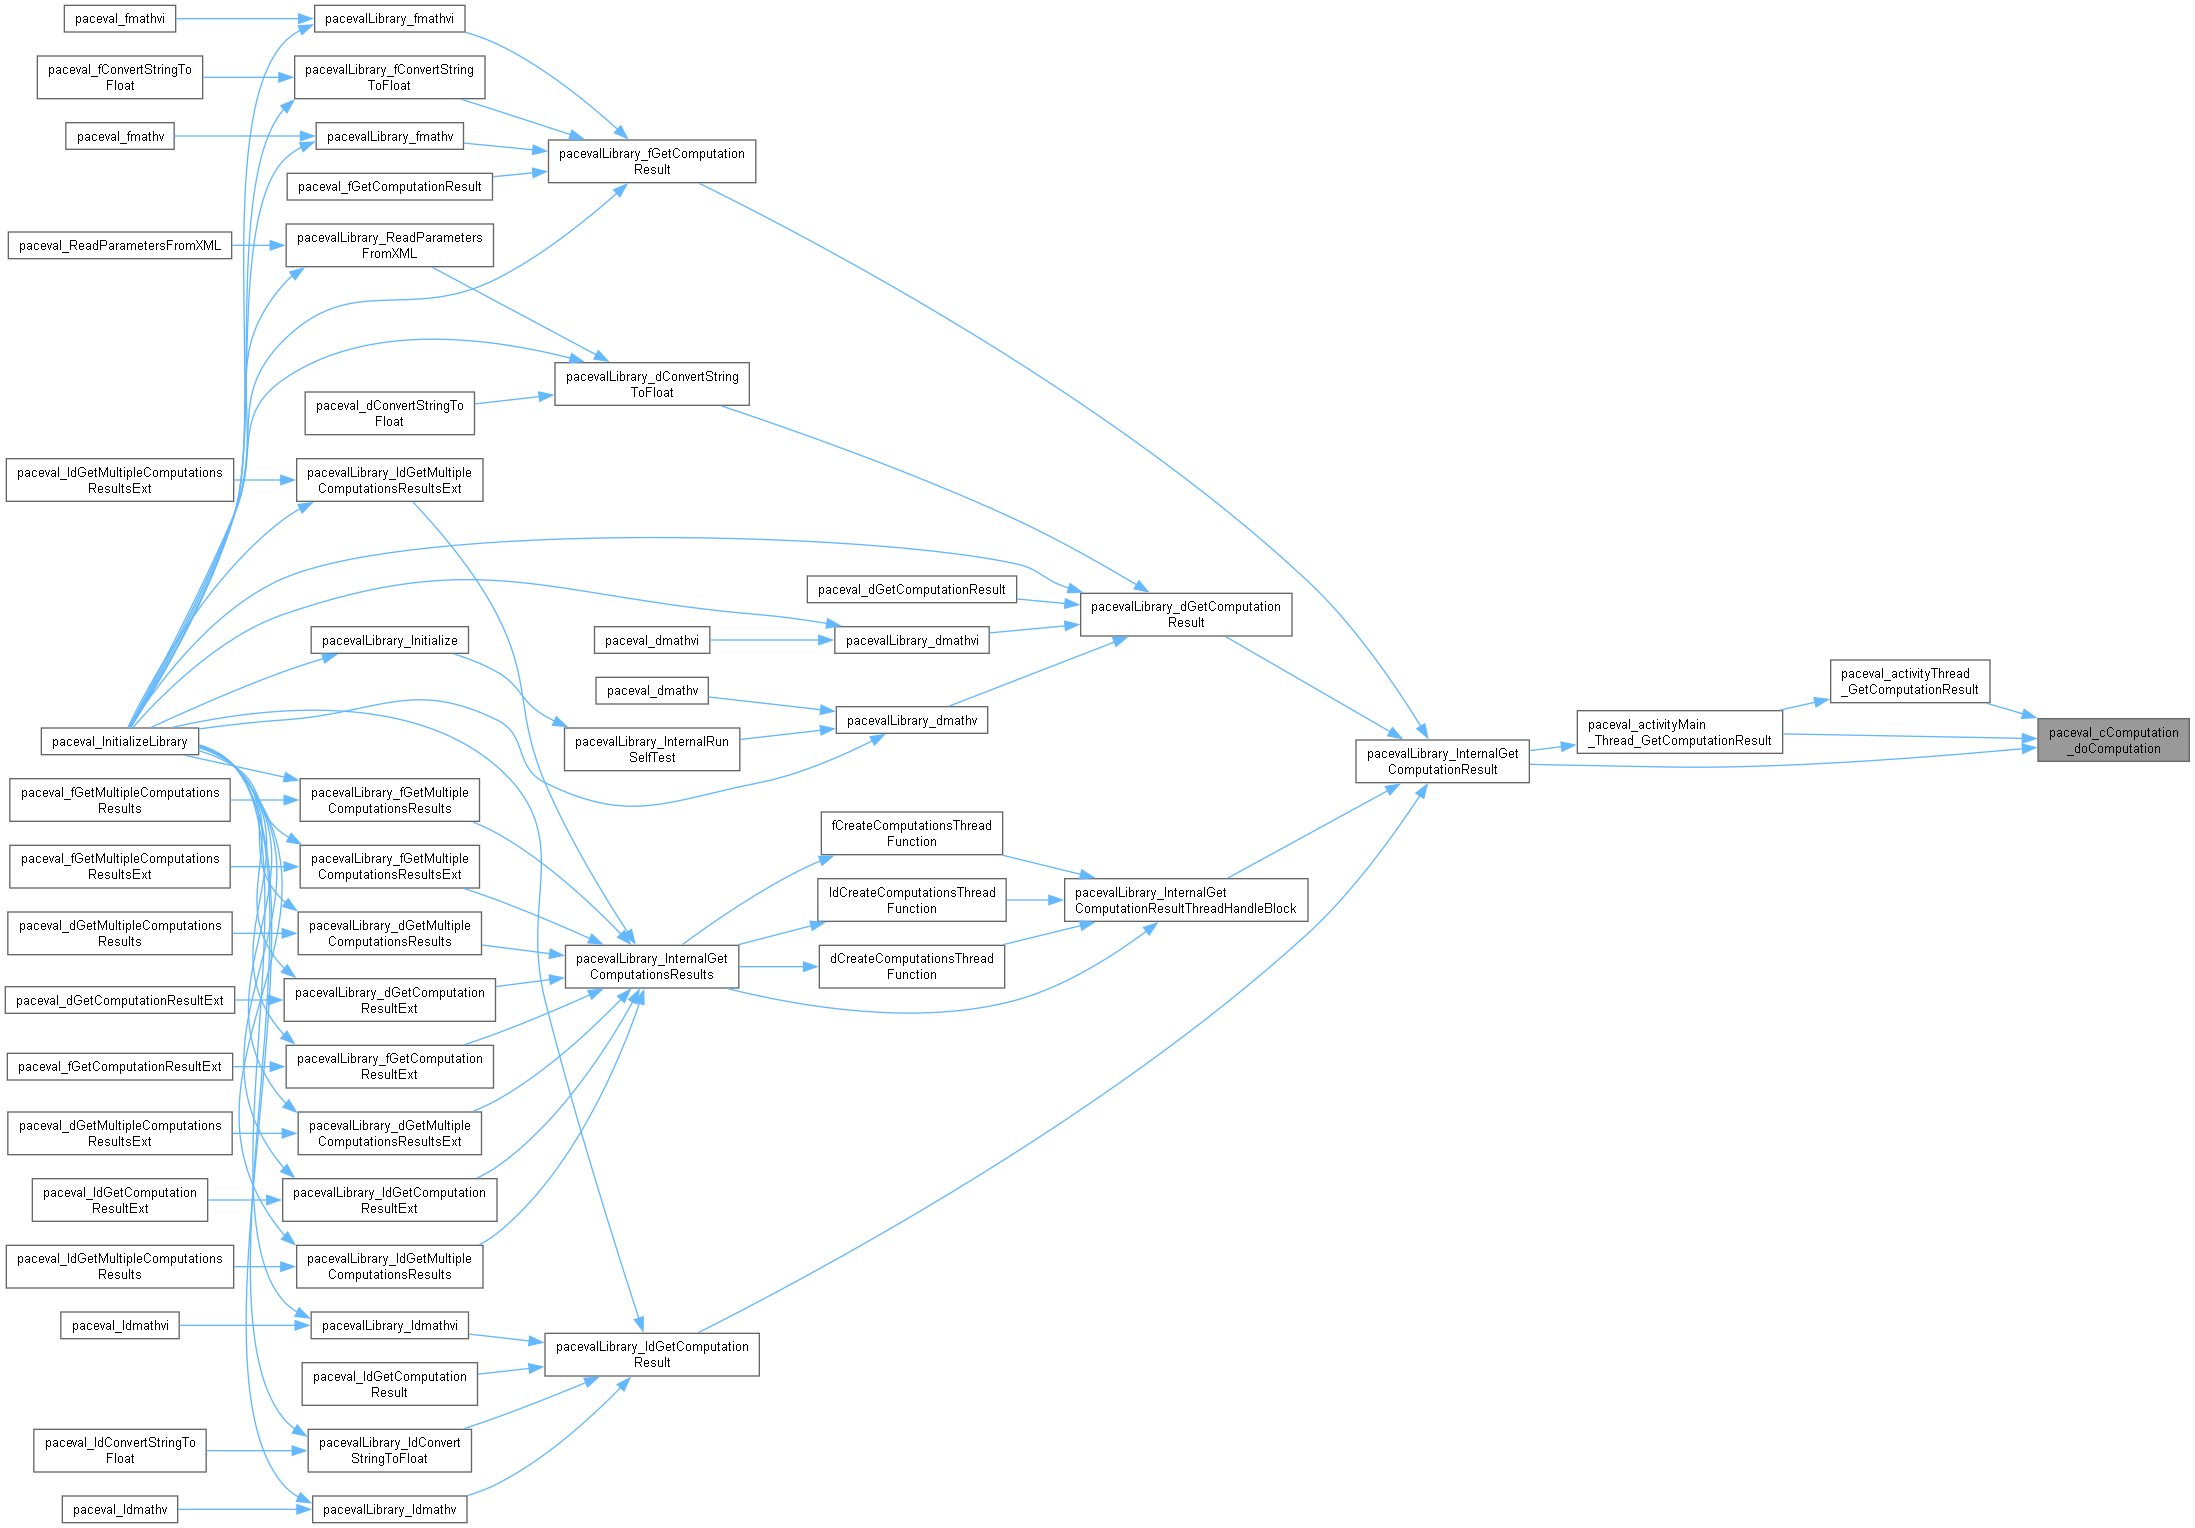 paceval_fmathvi
pacevalLibrary_fmathvi
paceval_fConvertStringTo
Float
pacevalLibrary_fConvertString
ToFloat
paceval_fmathv
pacevalLibrary_fmathv
pacevalLibrary_fGetComputation
Result
paceval_fGetComputationResult
paceval_ReadParametersFromXML
pacevalLibrary_ReadParameters
FromXML
pacevalLibrary_dConvertString
ToFloat
paceval_dConvertStringTo
Float
paceval_ldGetMultipleComputations
ResultsExt
pacevalLibrary_ldGetMultiple
ComputationsResultsExt
paceval_dGetComputationResult
pacevalLibrary_dGetComputation
Result
pacevalLibrary_Initialize
paceval_dmathvi
pacevalLibrary_dmathvi
paceval_dmathv
pacevalLibrary_dmathv
paceval_activityThread
_GetComputationResult
paceval_activityMain
_Thread_GetComputationResult
paceval_cComputation
_doComputation
paceval_InitializeLibrary
pacevalLibrary_InternalRun
SelfTest
pacevalLibrary_InternalGet
ComputationResult
paceval_fGetMultipleComputations
Results
pacevalLibrary_fGetMultiple
ComputationsResults
fCreateComputationsThread
Function
paceval_fGetMultipleComputations
ResultsExt
pacevalLibrary_fGetMultiple
ComputationsResultsExt
ldCreateComputationsThread
Function
pacevalLibrary_InternalGet
ComputationResultThreadHandleBlock
paceval_dGetMultipleComputations
Results
pacevalLibrary_dGetMultiple
ComputationsResults
pacevalLibrary_InternalGet
ComputationsResults
dCreateComputationsThread
Function
paceval_dGetComputationResultExt
pacevalLibrary_dGetComputation
ResultExt
paceval_fGetComputationResultExt
pacevalLibrary_fGetComputation
ResultExt
paceval_dGetMultipleComputations
ResultsExt
pacevalLibrary_dGetMultiple
ComputationsResultsExt
paceval_ldGetComputation
ResultExt
pacevalLibrary_ldGetComputation
ResultExt
paceval_ldGetMultipleComputations
Results
pacevalLibrary_ldGetMultiple
ComputationsResults
paceval_ldmathvi
pacevalLibrary_ldmathvi
pacevalLibrary_ldGetComputation
Result
paceval_ldGetComputation
Result
paceval_ldConvertStringTo
Float
pacevalLibrary_ldConvert
StringToFloat
paceval_ldmathv
pacevalLibrary_ldmathv